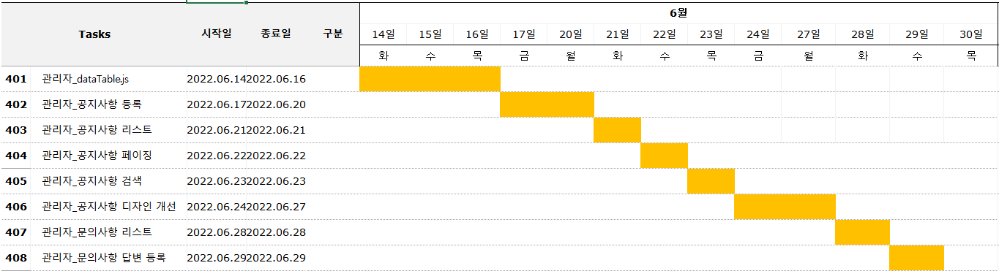 6월
Tasks 시작일 종료일 구분 14일 15일 16일 17일 20일 21일 22일 23일 24일 27일 28일 29일 30일
화 수 목 금 월 화 수 목 금 월 화 수 목
401 관리자_dataTable.js 2022.06.14 2022.06.16
402 관리자_공지사항 등록 2022.06.17 2022.06.20
403 관리자_공지사항 리스트 2022.06.21 2022.06.21
404 관리자_공지사항 페이징 2022.06.22 2022.06.22
405 관리자_공지사항 검색 2022.06.23 2022.06.23
406 관리자_공지사항 디자인 개선 2022.06.24 2022.06.27
407 관리자_문의사항 리스트 2022.06.28 2022.06.28
408 관리자_문의사항 답변 등록 2022.06.29 2022.06.29